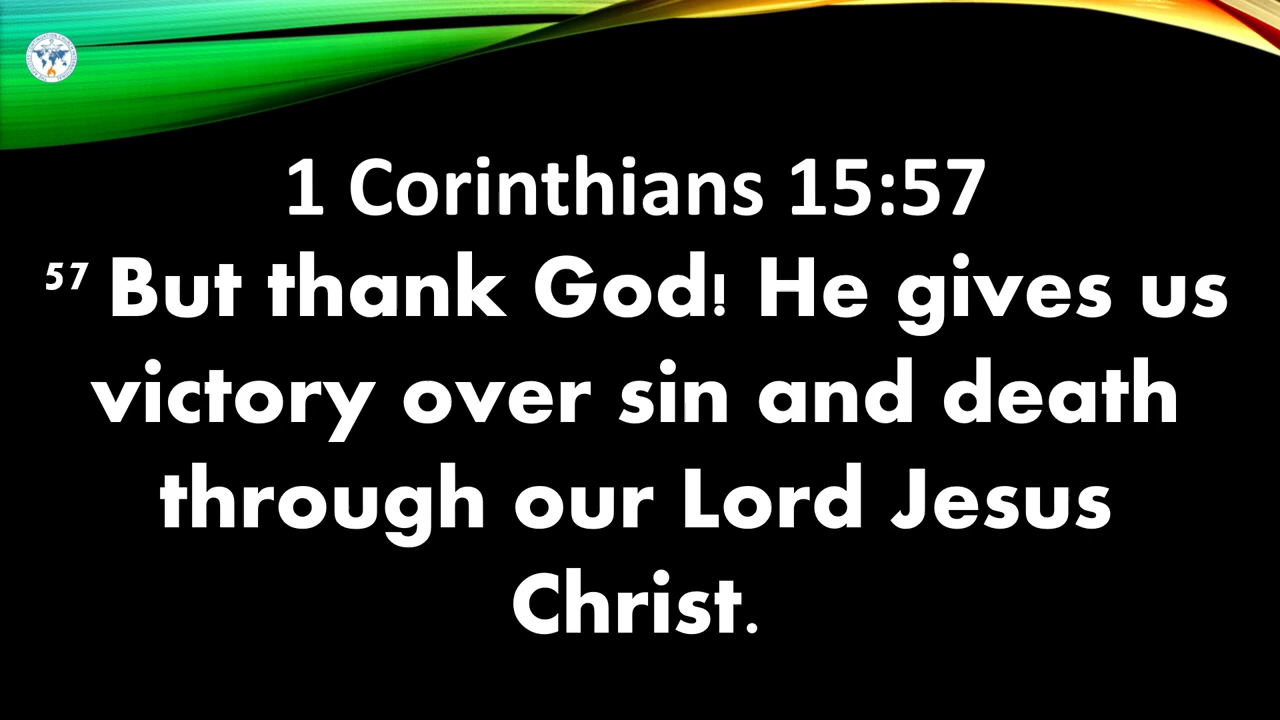 1 Corinthians 15:57
57 But thank God! He gives us
victory over sin and death
through our Lord Jesus
Christ.